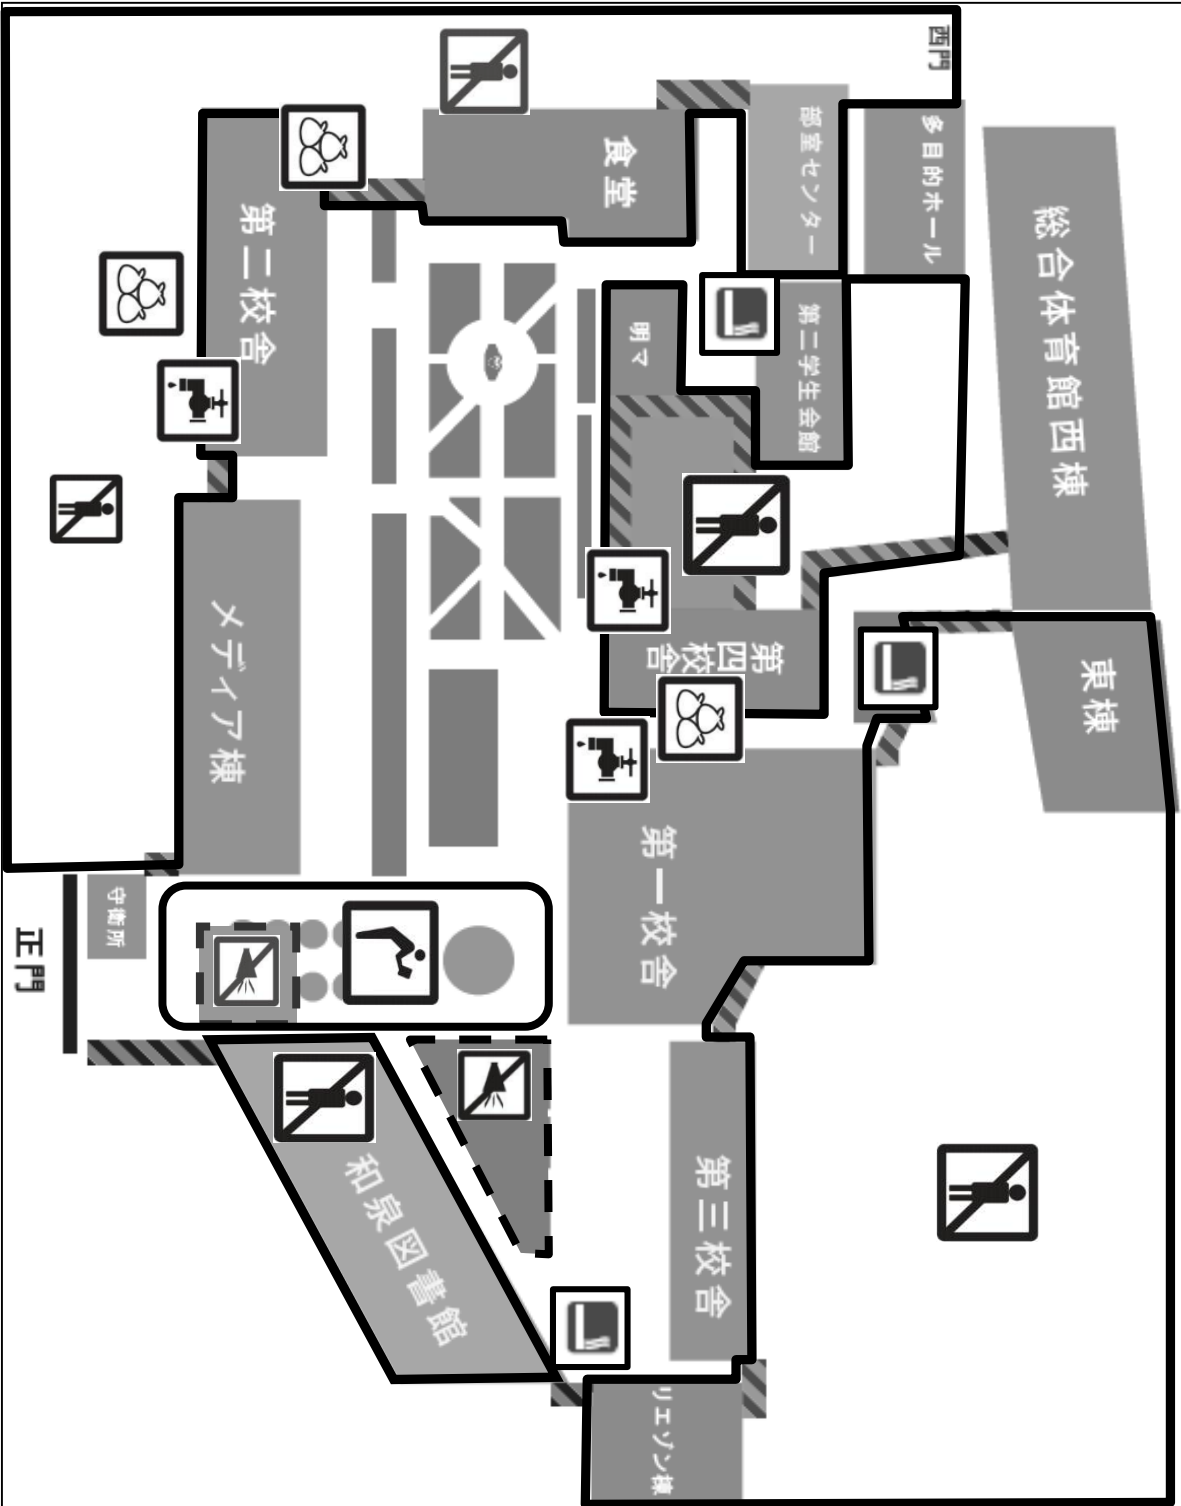 西門
多目的ホール
部室センター
食堂
総合体育館西棟
第二校舎
第二学生会館
明マ
第四校舎
東棟
メディア棟
第一校舎
守衛所
正門
第三校舎
和泉図書館
リエゾン棟